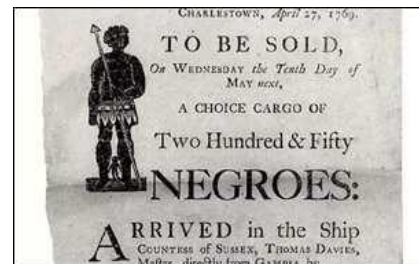 CHARLESTOWN, April 27, 1769.
TO BE SOLD,
On WEDNESDAY the Tenth Day of
MAY next,
A CHOICE CARGO OF
Two Hundred & Fifty
NEGROES:
ARRIVED in the Ship
COUNTESS of SUSSEX, THOMAS DAVIES,
Master, directly from GAMBIA, by